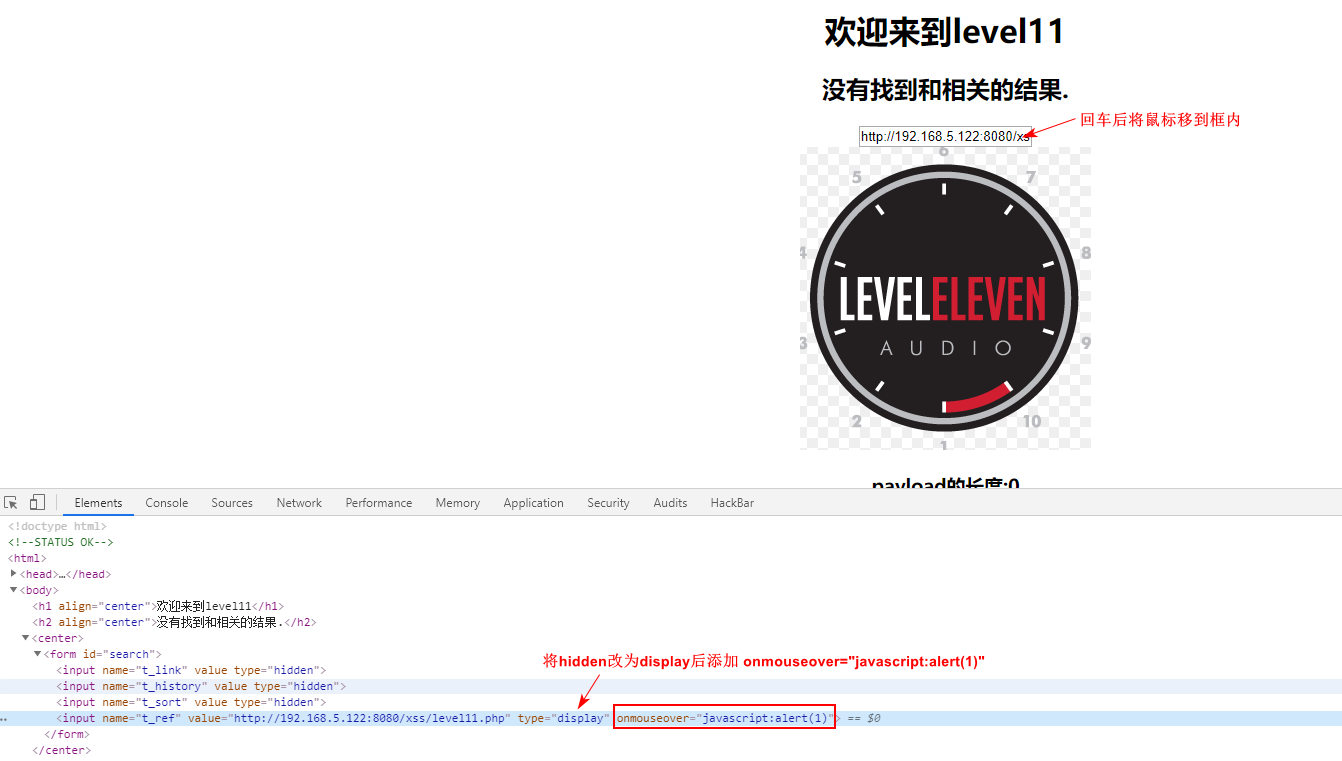 欢迎来到level11
没有找到和相关的结果.
回车后将鼠标移到框内
http://192.168.5.122:8080/xs
6
5
7
4
8
LEVELELEVEN
AUDIO
3
9
2
10
1
payload的长度:0
Elements Console Sources Network Performance Memory Application Security Audits HackBar
<!doctype html>
<!--STATUS OK-->
<html>
<head>…</head>
<body>
<h1 align="center">欢迎来到level11</h1>
<h2 align="center">没有找到和相关的结果.</h2>
<center>
将hidden改为display后添加 onmouseover="javascript:alert(1)"
<form id="search">
<input name="t_link" value type="hidden">
<input name="t_history" value type="hidden">
<input name="t_sort" value type="hidden">
<input name="t_ref" value="http://192.168.5.122:8080/xss/level11.php" type="display" onmouseover="javascript:alert(1)"> == $0
</form>
</center>